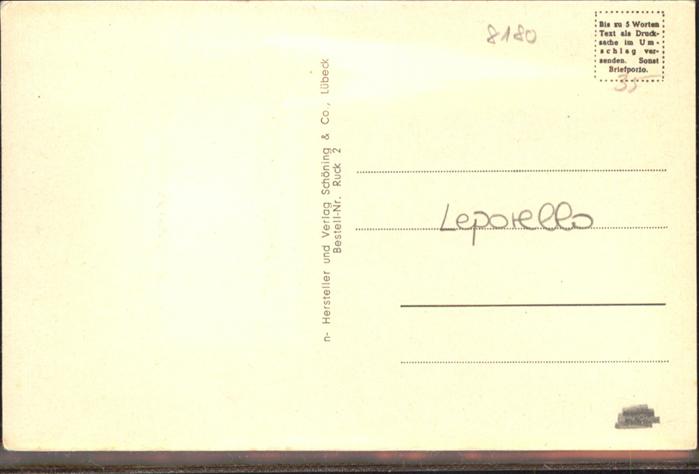 8180
Bis zu 5 Worten
Text als Druck-
sache im Um-
schlag ver-
senden. Sonst
Briefporto.
35
n- Hersteller und Verlag Schöning & Co., Lübeck
Bestell-Nr. Ruck 2
Leporello